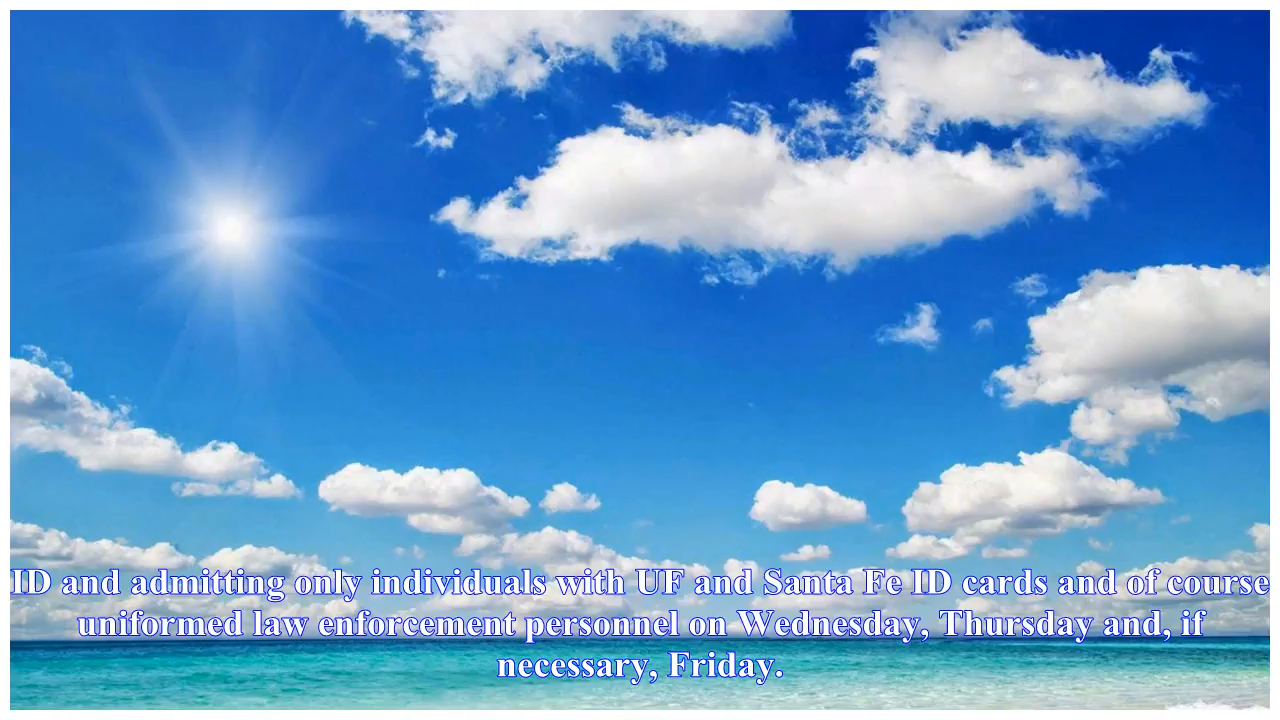 ID and admitting only individuals with UF and Santa Fe ID cards and of course
uniformed law enforcement personnel on Wednesday, Thursday and, if
necessary, Friday.